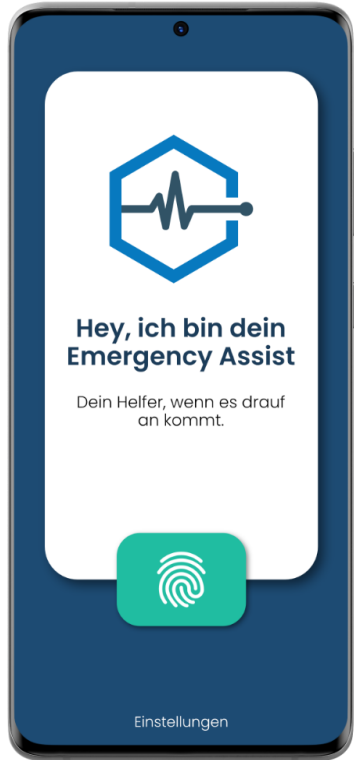 Hey, ich bin dein
Emergency Assist
Dein Helfer, wenn es drauf
an kommt.
Einstellungen